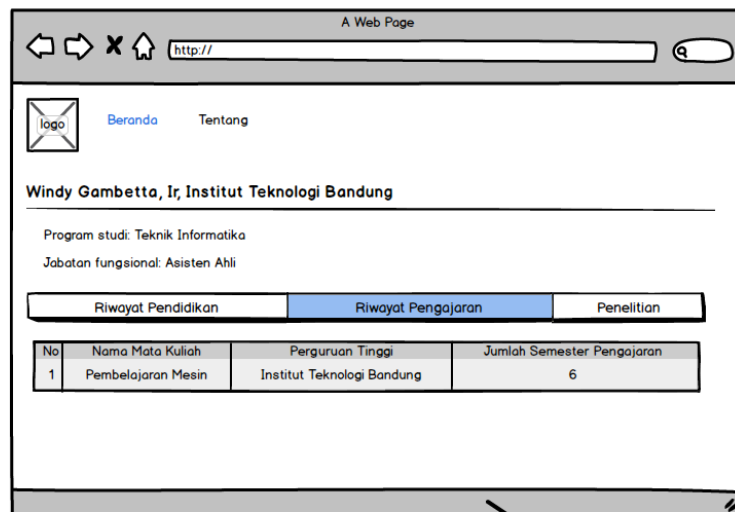 A Web Page
http://
logo Beranda Tentang
Windy Gambetta, Ir, Institut Teknologi Bandung
Program studi: Teknik Informatika
Jabatan fungsional: Asisten Ahli
Riwayat Pendidikan Riwayat Pengajaran Penelitian
No Nama Mata Kuliah Perguruan Tinggi Jumlah Semester Pengajaran
1 Pembelajaran Mesin Institut Teknologi Bandung 6